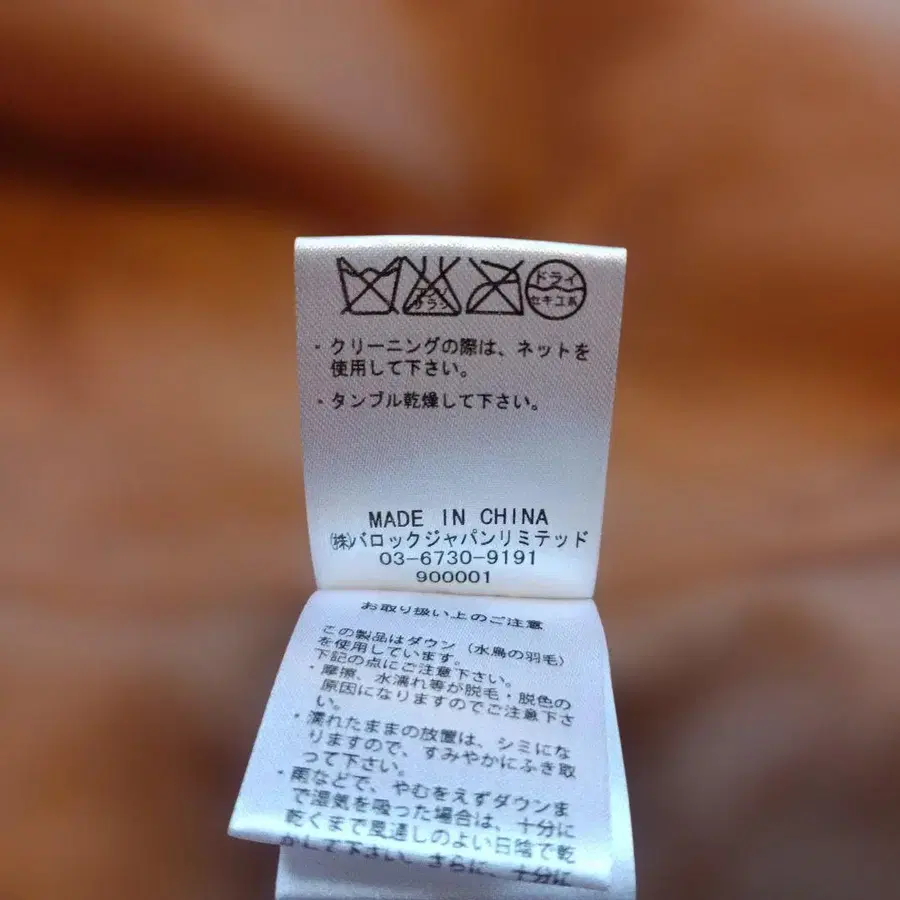 エンソ
サラシ
ドライ
セキユ系
・クリーニングの際は、ネットを
使用して下さい。
・タンブル乾燥して下さい。
MADE IN CHINA
㈱バロックジャパンリミテッド
03-6730-9191
900001
お取り扱い上のご注意
この製品はダウン(水鳥の羽毛)
を使用しています。
下記の点にご注意下さい。
・摩擦、水濡れ等が脱毛・脱色の
原因になりますのでご注意下さ
い。
・濡れたままの放置は、シミにな
りますので、すみやかにふき取
って下さい。
・雨などで、やむをえずダウンま
で湿気を吸った場合は、十分に
乾くまで風通しのよい日陰で乾
かして下さい。さらに、十分に